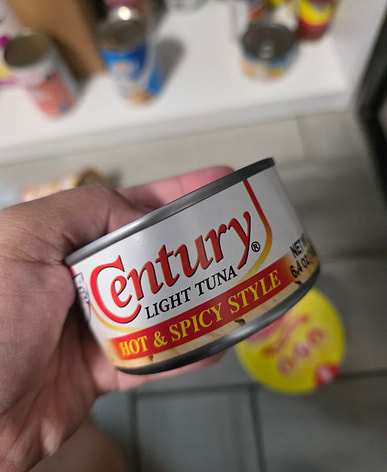 Century®
LIGHT TUNA
HOT & SPICY STYLE
NET
6.4 OZ